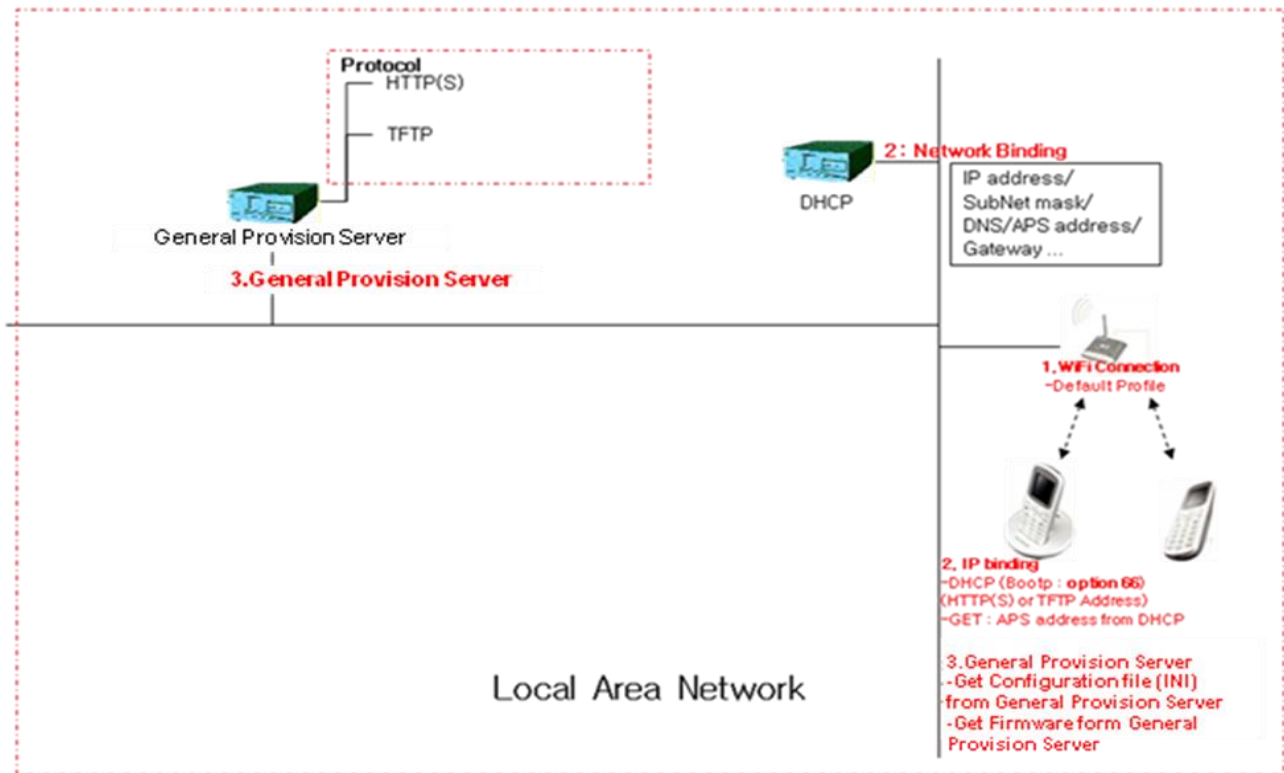 Protocol
HTTP(S)
TFTP
General Provision Server
3.General Provision Server
2: Network Binding
DHCP
IP address/
SubNet mask/
DNS/APS address/
Gateway ...
1,WiFi Connection
-Default Profile
2, IP binding
-DHCP (Bootp : option 66)
(HTTP(S) or TFTP Address)
-GET : APS address from DHCP
3.General Provision Server
-Get Configuration file (INI)
from General Provision Server
-Get Firmware form General
Provision Server
Local Area Network